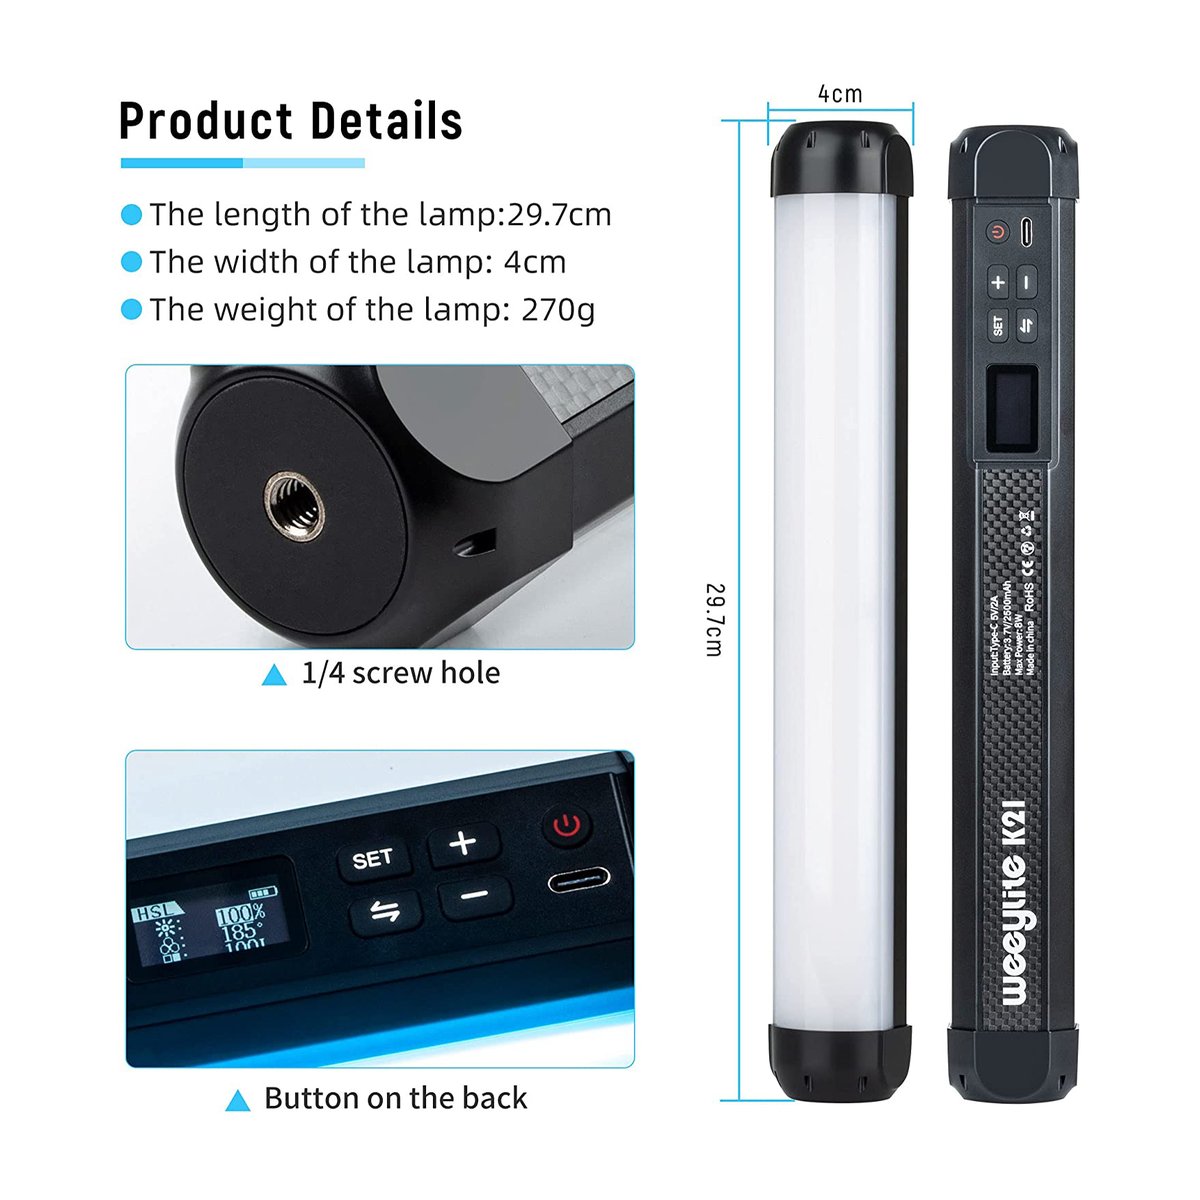 Product Details
The length of the lamp:29.7cm
The width of the lamp: 4cm
The weight of the lamp: 270g
1/4 screw hole
HSL
100%
185°
SET
+
−
Button on the back
4cm
29.7cm
+
−
SET
Input:Type-C 5V/2A
Battery:3.7V/2500mAh
Max Power:8W
Made in china RoHS CE
weeylite K21